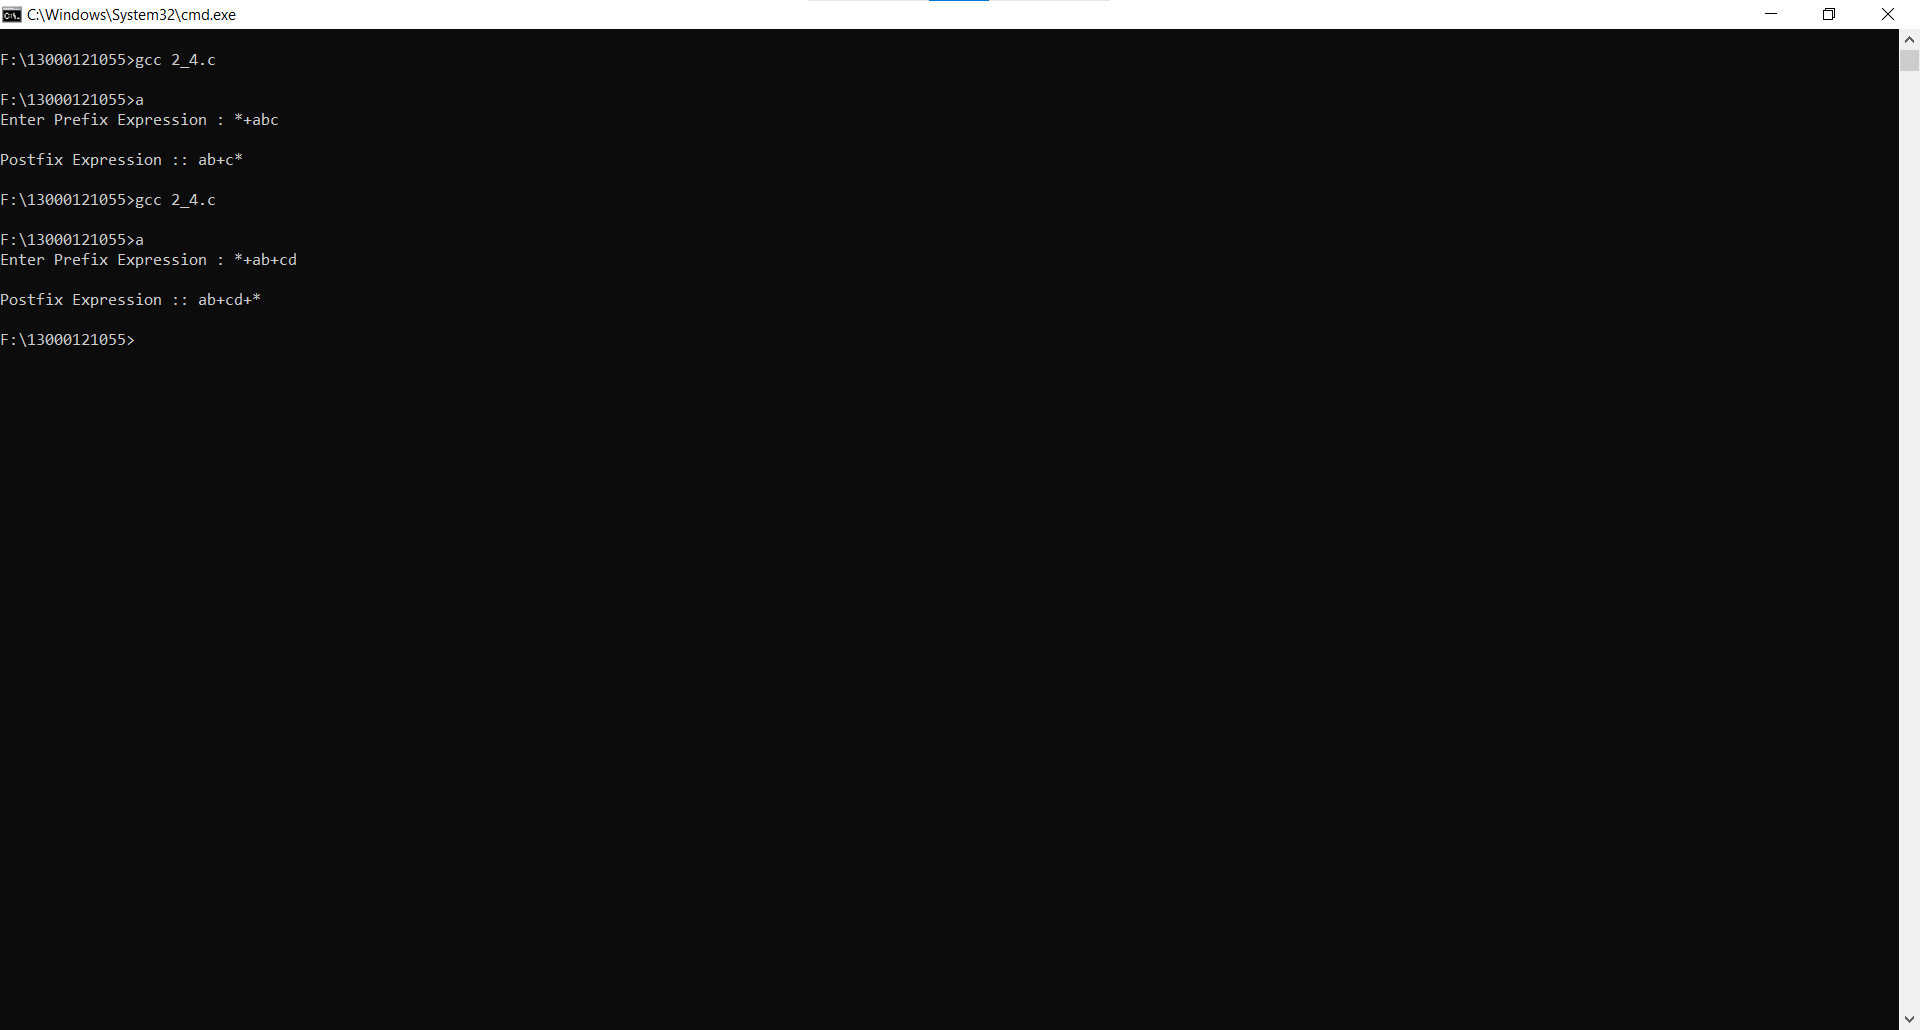 C:\Windows\System32\cmd.exe
F:\13000121055>gcc 2_4.c
F:\13000121055>a
Enter Prefix Expression : *+abc
Postfix Expression :: ab+c*
F:\13000121055>gcc 2_4.c
F:\13000121055>a
Enter Prefix Expression : *+ab+cd
Postfix Expression :: ab+cd+*
F:\13000121055>